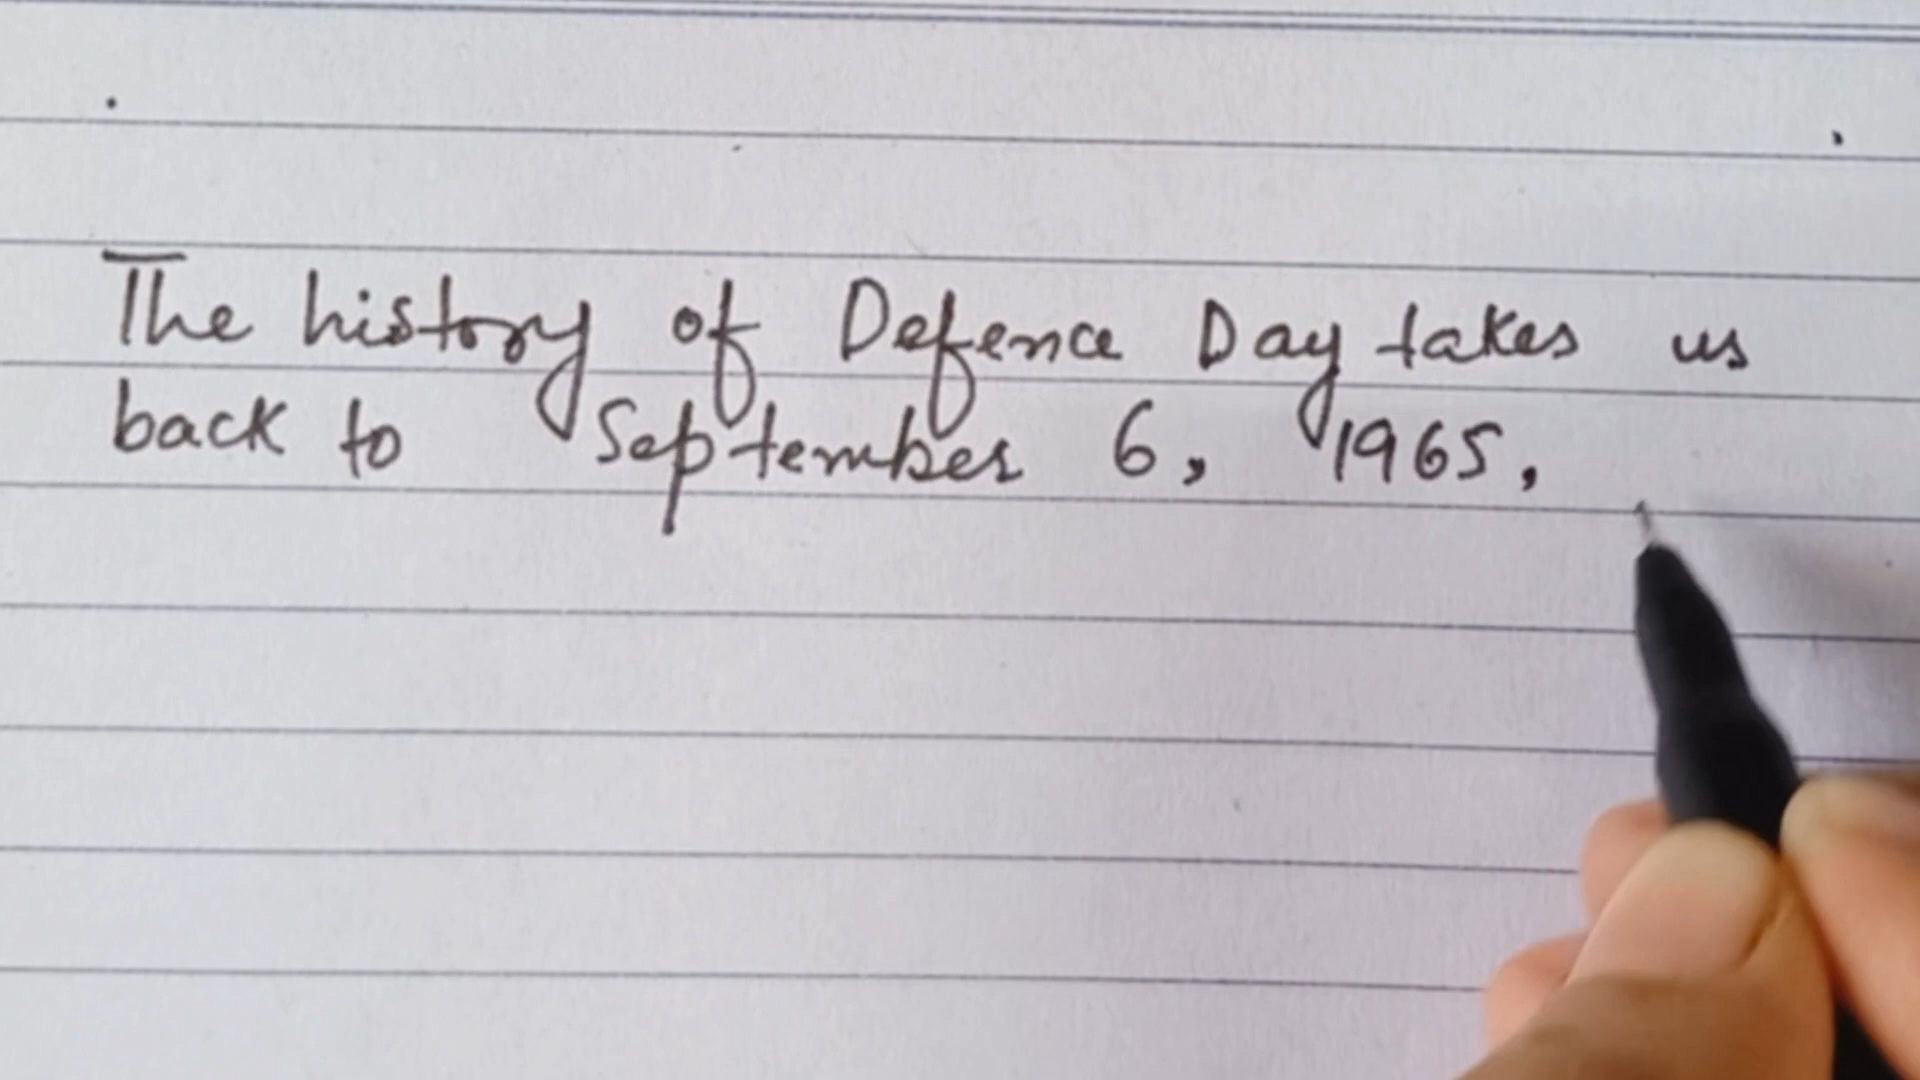 The history of Defence Day takes us
back to September 6, 1965,